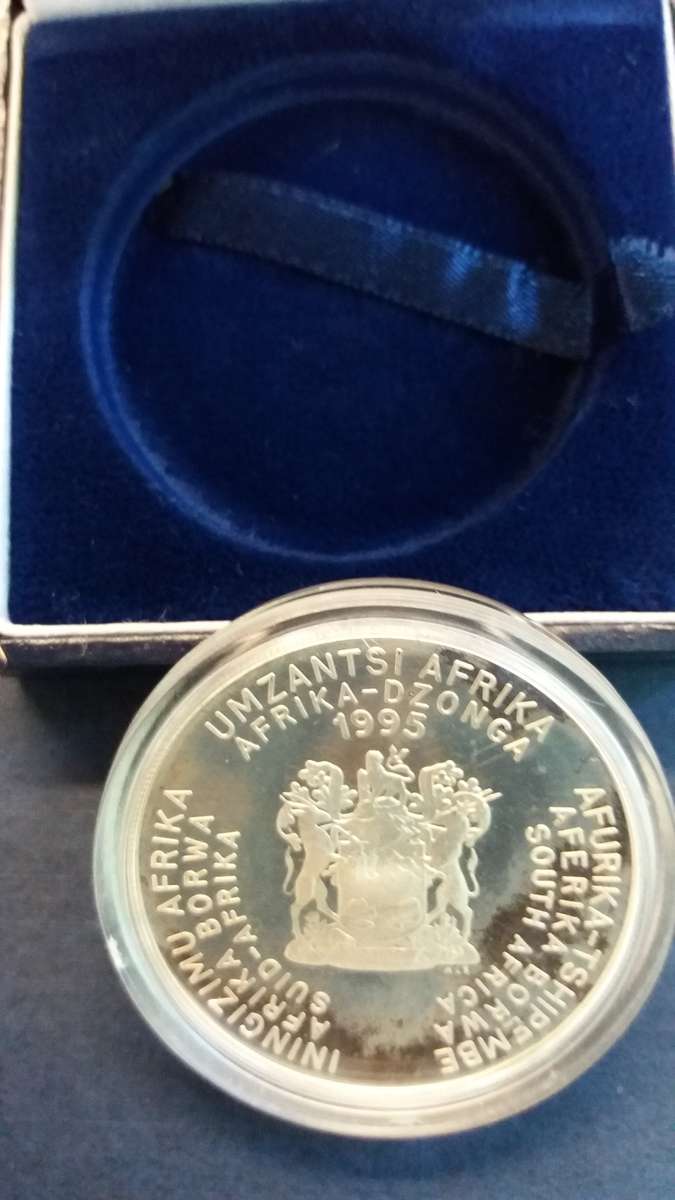 UMZANTSI AFRIKA
AFRIKA-DZONGA
1995
ININGIZIMU AFRIKA
AFRIKA BORWA
SUID-AFRIKA
AFURIKA-TSHIPEMBE
AFERIKA BORWA
SOUTH AFRICA